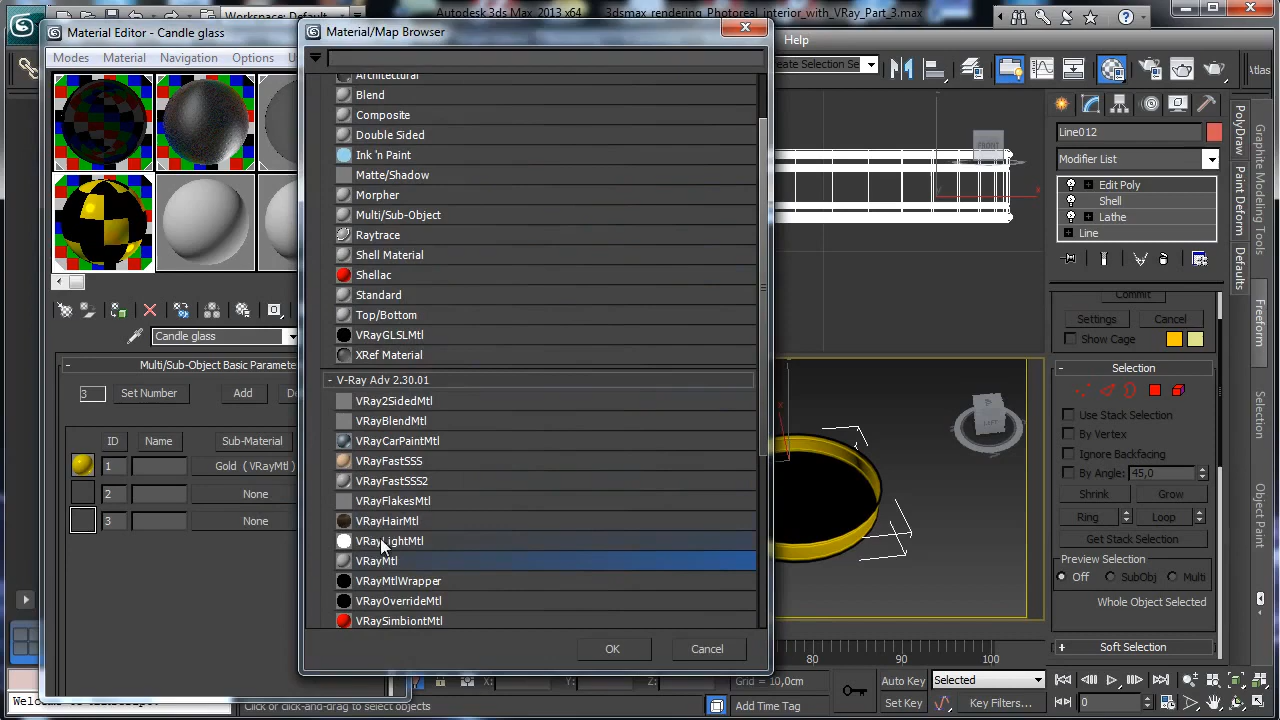 Workspace: Default
Autodesk 3ds Max 2013 x64
3dsmax_rendering_Photoreal_interior_with_VRay_Part_3.max
Material Editor - Candle glass
Material/Map Browser
Modes
Material
Navigation
Options
Help
Create Selection Se
Atlas
Architectural
Blend
Composite
Double Sided
Ink 'n Paint
Matte/Shadow
Morpher
Multi/Sub-Object
Raytrace
Shell Material
Shellac
Standard
Top/Bottom
VRayGLSLMtl
XRef Material
- V-Ray Adv 2.30.01
VRay2SidedMtl
VRayBlendMtl
VRayCarPaintMtl
VRayFastSSS
VRayFastSSS2
VRayFlakesMtl
VRayHairMtl
VRayLightMtl
VRayMtl
VRayMtlWrapper
VRayOverrideMtl
VRaySimbiontMtl
OK
Cancel
Candle glass
Multi/Sub-Object Basic Paramete
3
Set Number
Add
De
ID
Name
Sub-Material
1
Gold ( VRayMtl )
2
None
3
None
FRONT
LEFT
Line012
Modifier List
Edit Poly
Shell
Lathe
Line
Commit
Settings
Cancel
Show Cage
Selection
Use Stack Selection
By Vertex
Ignore Backfacing
By Angle:
45,0
Shrink
Grow
Ring
Loop
Get Stack Selection
Preview Selection
Off
SubObj
Multi
Whole Object Selected
Soft Selection
PolyDraw
Paint Deform
Defaults
Graphite Modeling Tools
Freeform
Selection
Object Paint
80
90
100
X:
Y:
Z:
Grid = 10,0cm
Add Time Tag
Auto Key
Selected
Set Key
Key Filters...
0
Click or click-and-drag to select objects